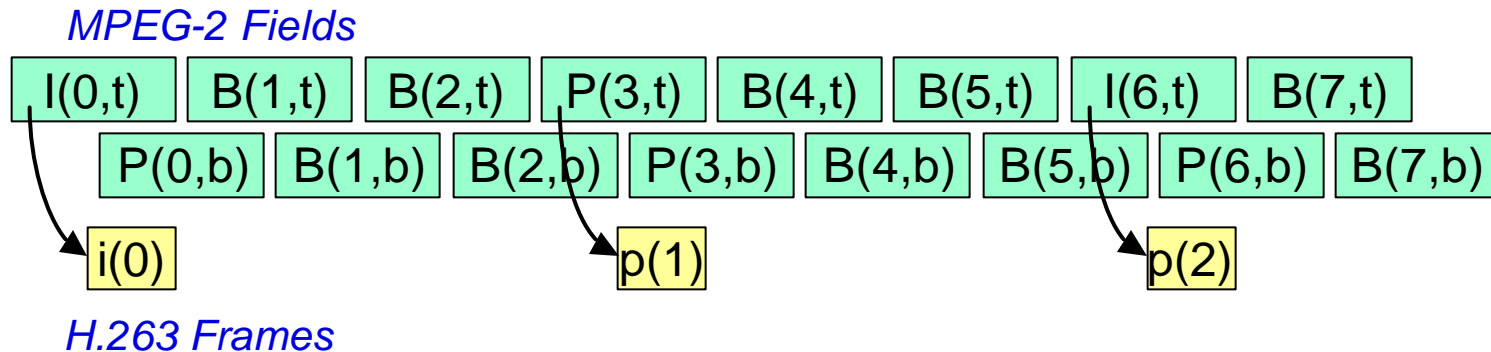 MPEG-2 Fields
I(0,t) B(1,t) B(2,t) P(3,t) B(4,t) B(5,t) I(6,t) B(7,t)
P(0,b) B(1,b) B(2,b) P(3,b) B(4,b) B(5,b) P(6,b) B(7,b)
i(0) p(1) p(2)
H.263 Frames